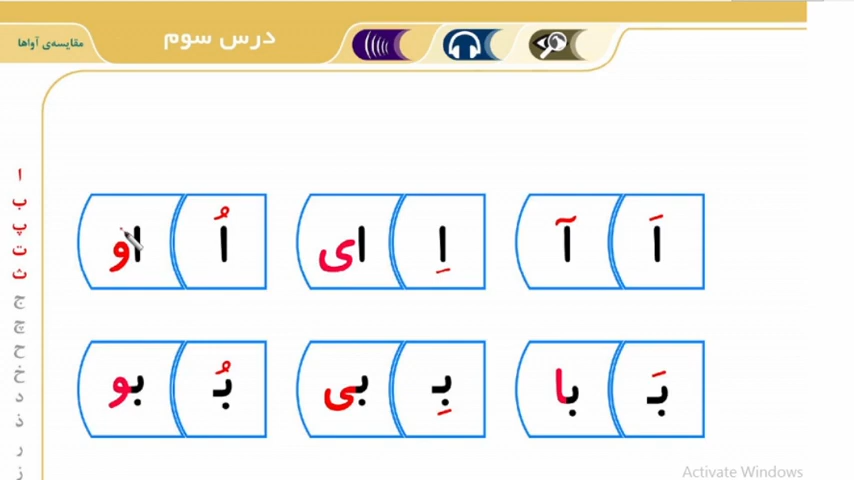 درس سوم
مقایسه‌ی آواها
اَ آ اِ ای اُ او
بَـ با بِـ بی بُـ بو
ا
ب
پ
ت
ث
ج
چ
ح
خ
د
ذ
ر
ز
Activate Windows